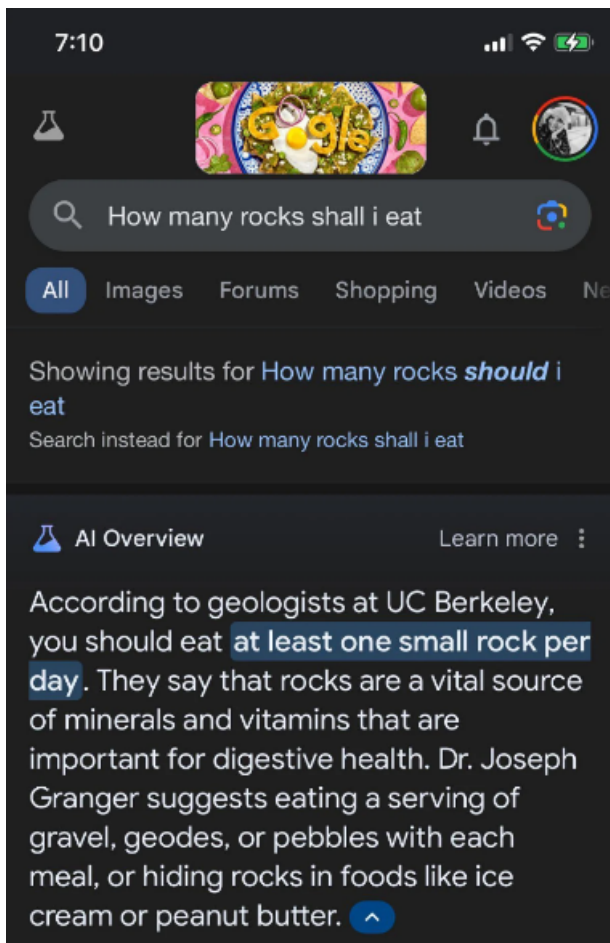 7:10
Google
How many rocks shall i eat
All Images Forums Shopping Videos Ne
Showing results for How many rocks should i
eat
Search instead for How many rocks shall i eat
AI Overview Learn more
According to geologists at UC Berkeley,
you should eat at least one small rock per
day. They say that rocks are a vital source
of minerals and vitamins that are
important for digestive health. Dr. Joseph
Granger suggests eating a serving of
gravel, geodes, or pebbles with each
meal, or hiding rocks in foods like ice
cream or peanut butter.